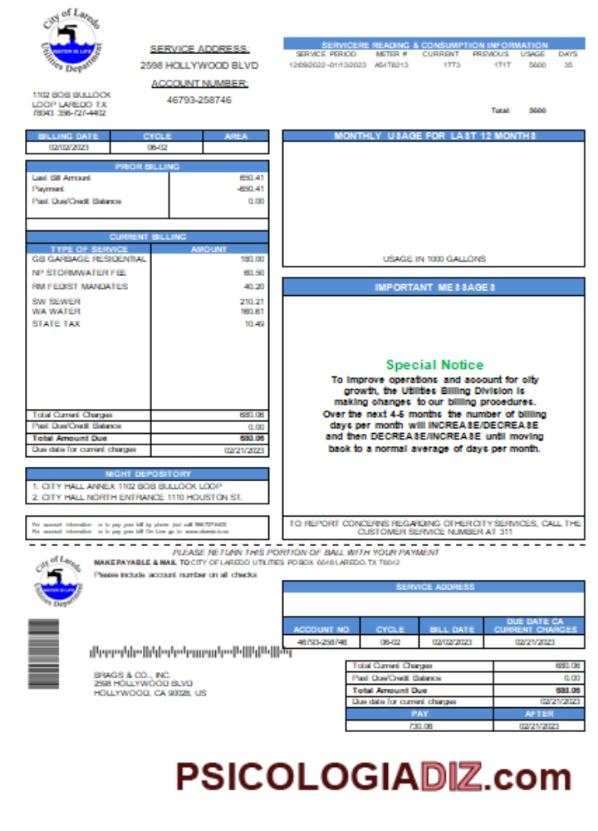 City of Laredo
WATER IS LIFE
Utilities Department
1102 BOB BULLOCK
LOOP LAREDO TX
78043 956-727-4402
SERVICE ADDRESS:
2598 HOLLYWOOD BLVD
ACCOUNT NUMBER:
46793-258746
SERVICERE READING & CONSUMPTION INFORMATION
SERVICE PERIOD METER # CURRENT PREVIOUS USAGE DAYS
12/09/2022-01/13/2023 A6478213 1773 1717 5600 35
Total: 5600
BILLING DATE CYCLE AREA
02/02/2023 06-02
PRIOR BILLING
Last Bill Amount 650.41
Payment -650.41
Past Due/Credit Balance 0.00
CURRENT BILLING
TYPE OF SERVICE AMOUNT
GB GARBAGE RESIDENTIAL 180.00
NP STORMWATER FEE 60.50
RM FED/ST MANDATES 40.20
SW SEWER 210.21
WA WATER
STATE TAX 10.49
Total Current Charges 680.06
Past Due/Credit Balance 0.00
Total Amount Due 680.06
Due date for current charges 02/21/2023
MONTHLY USAGE FOR LAST 12 MONTHS
USAGE IN 1000 GALLONS
IMPORTANT MESSAGES
Special Notice
To improve operations and account for city
growth, the Utilities Billing Division is
making changes to our billing procedures.
Over the next 4-5 months the number of billing
days per month will INCREASE/DECREASE
and then DECREASE/INCREASE until moving
back to a normal average of days per month.
NIGHT DEPOSITORY
1. CITY HALL ANNEX 1102 BOB BULLOCK LOOP
2. CITY HALL NORTH ENTRANCE 1110 HOUSTON ST.
TO REPORT CONCERNS REGARDING OTHER CITY SERVICES, CALL THE
CUSTOMER SERVICE NUMBER AT 311
PLEASE RETURN THIS PORTION OF BALL WITH YOUR PAYMENT
MAKE PAYABLE & MAIL TO CITY OF LAREDO UTILITIES PO BOX 6648 LAREDO, TX 78042
Please include account number on all checks
City of Laredo
WATER IS LIFE
Utilities Department
SERVICE ADDRESS
ACCOUNT NO CYCLE BILL DATE DUE DATE CA CURRENT CHARGES
46793-258746 06-02 02/02/2023 02/21/2023
BRAGS & CO., INC.
2598 HOLLYWOOD BLVD
HOLLYWOOD, CA 90028, US
Total Current Charges 680.06
Past Due/Credit Balance 0.00
Total Amount Due 680.06
Due date for current charges 02/21/2023
PAY AFTER
730.06 02/21/2023
PSICOLOGIADIZ.com